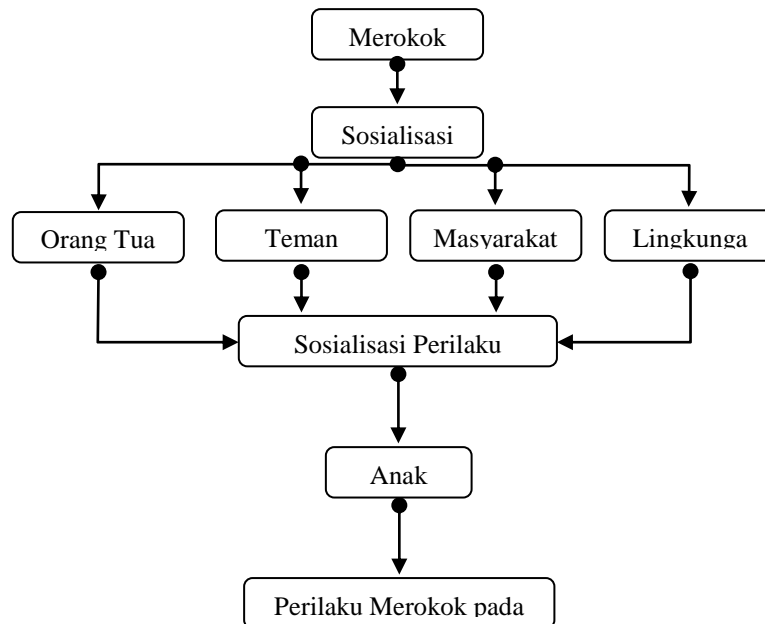 Merokok
Sosialisasi
Orang Tua
Teman
Masyarakat
Lingkunga
Sosialisasi Perilaku
Anak
Perilaku Merokok pada